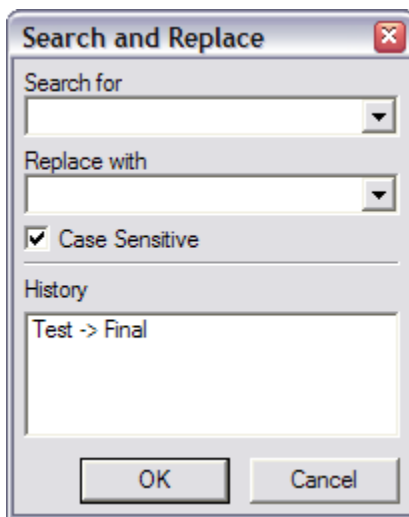 Search and Replace
Search for
Replace with
Case Sensitive
History
Test -> Final
OK Cancel